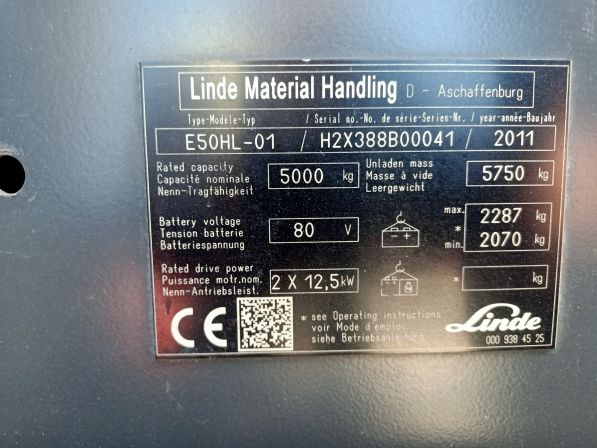 Linde Material Handling D - Aschaffenburg
Type-Modèle-Typ / Serial no.-No. de série-Serien-Nr. / year-année-Baujahr
E50HL-01 / H2X388B00041 / 2011
Rated capacity
Capacité nominale
Nenn-Tragfähigkeit
5000 kg
Unladen mass
Masse à vide
Leergewicht
5750 kg
Battery voltage
Tension batterie
Batteriespannung
80 V
max. 2287 kg
*
min. 2070 kg
Rated drive power
Puissance motr.nom.
Nenn-Antriebsleist.
2 X 12,5 kW
* kg
CE
* see Operating instructions
voir Mode d'emploi
siehe Betriebsanleitung
Linde
000 938 45 25